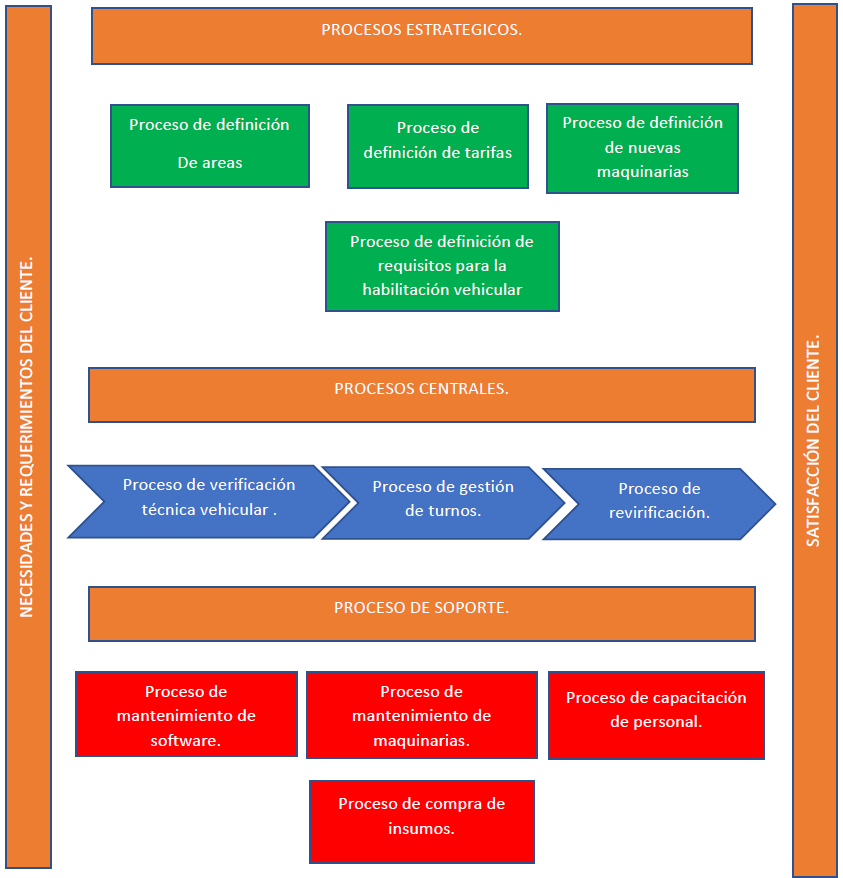 NECESIDADES Y REQUERIMIENTOS DEL CLIENTE.
PROCESOS ESTRATEGICOS.
Proceso de definición
De areas
Proceso de
definición de tarifas
Proceso de definición
de nuevas
maquinarias
Proceso de definición de
requisitos para la
habilitación vehicular
PROCESOS CENTRALES.
Proceso de verificación
técnica vehicular .
Proceso de gestión
de turnos.
Proceso de
revirificación.
PROCESO DE SOPORTE.
Proceso de
mantenimiento de
software.
Proceso de
mantenimiento de
maquinarias.
Proceso de capacitación
de personal.
Proceso de compra de
insumos.
SATISFACCIÓN DEL CLIENTE.